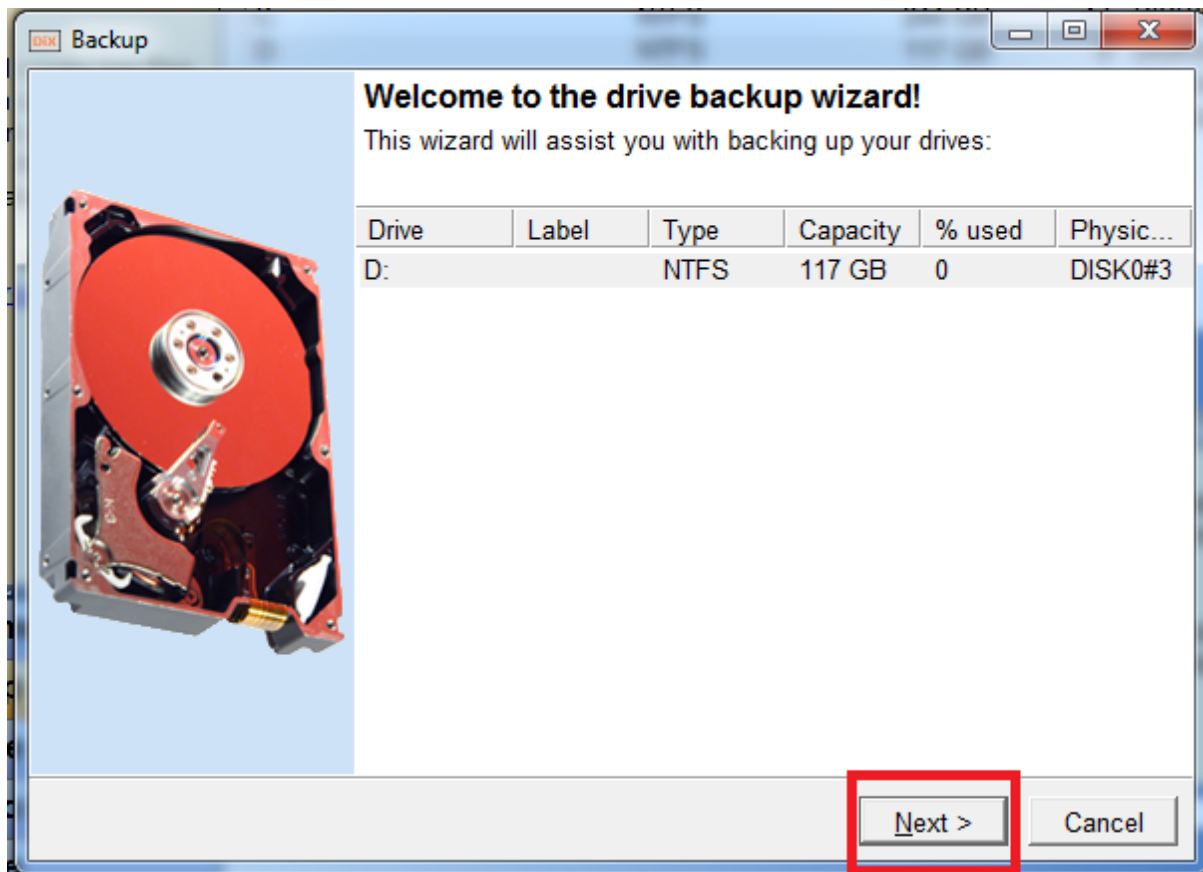 DiX Backup
Welcome to the drive backup wizard!
This wizard will assist you with backing up your drives:
Drive Label Type Capacity % used Physic...
D: NTFS 117 GB 0 DISK0#3
Next > Cancel